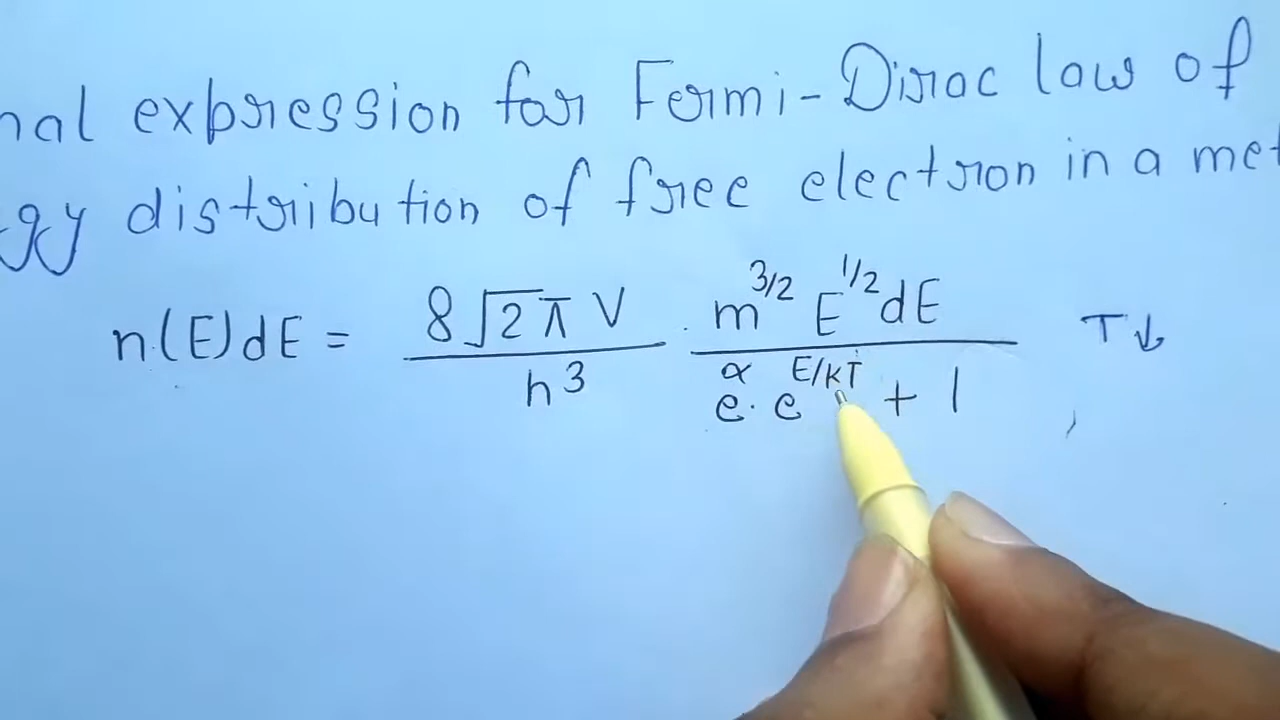 nal expression for Fermi-Dirac law of
gy distribution of free electron in a met
n(E)dE = 8√2π V / h³ · m^3/2 E^1/2 dE / e^α · e^E/kT + 1 T↓